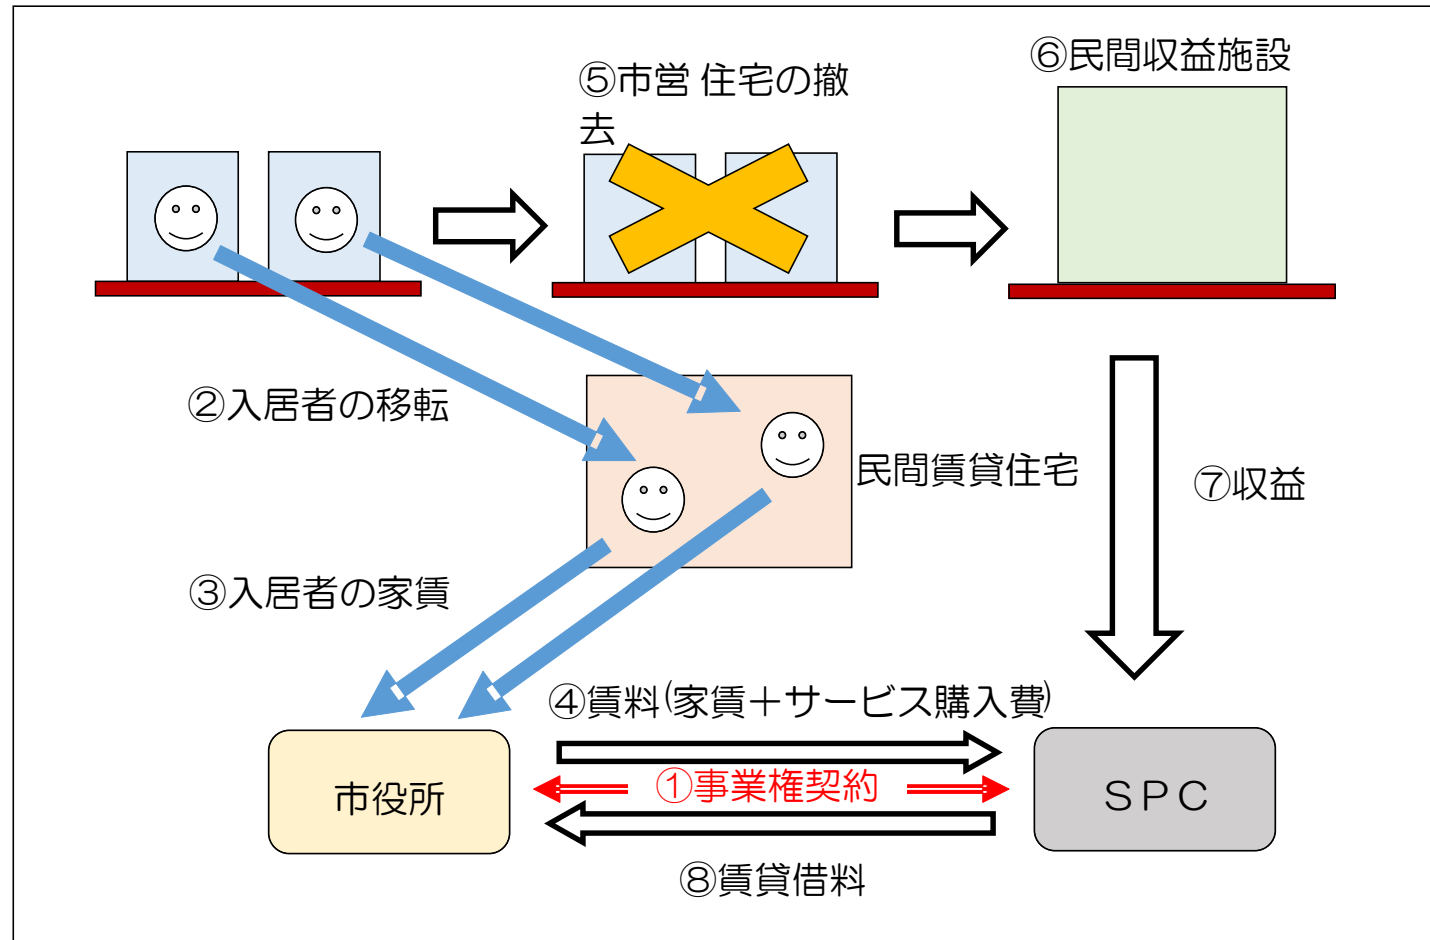 ⑥民間収益施設
⑤市営 住宅の撤
去
②入居者の移転
民間賃貸住宅
⑦収益
③入居者の家賃
④賃料(家賃＋サービス購入費)
①事業権契約
市役所
ＳＰＣ
⑧賃貸借料